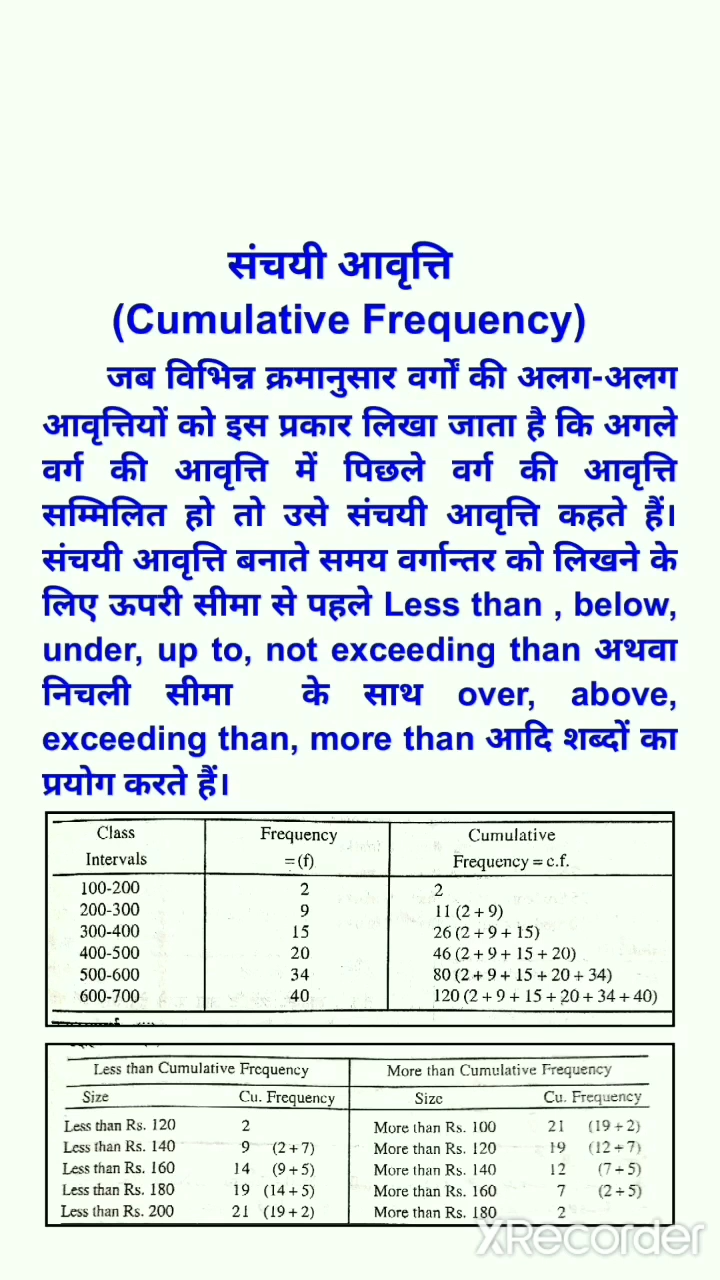 संचयी आवृत्ति
(Cumulative Frequency)
जब विभिन्न क्रमानुसार वर्गों की अलग-अलग
आवृत्तियों को इस प्रकार लिखा जाता है कि अगले
वर्ग की आवृत्ति में पिछले वर्ग की आवृत्ति
सम्मिलित हो तो उसे संचयी आवृत्ति कहते हैं।
संचयी आवृत्ति बनाते समय वर्गान्तर को लिखने के
लिए ऊपरी सीमा से पहले Less than , below,
under, up to, not exceeding than अथवा
निचली सीमा के साथ over, above,
exceeding than, more than आदि शब्दों का
प्रयोग करते हैं।
Class Frequency Cumulative
Intervals =(f) Frequency = c.f.
100-200 2 2
200-300 9 11 (2 + 9)
300-400 15 26 (2 + 9 + 15)
400-500 20 46 (2 + 9 + 15 + 20)
500-600 34 80 (2 + 9 + 15 + 20 + 34)
600-700 40 120 (2 + 9 + 15 + 20 + 34 + 40)
Less than Cumulative Frequency More than Cumulative Frequency
Size Cu. Frequency Size Cu. Frequency
Less than Rs. 120 2 More than Rs. 100 21 (19 + 2)
Less than Rs. 140 9 (2 + 7) More than Rs. 120 19 (12 + 7)
Less than Rs. 160 14 (9 + 5) More than Rs. 140 12 (7 + 5)
Less than Rs. 180 19 (14 + 5) More than Rs. 160 7 (2 + 5)
Less than Rs. 200 21 (19 + 2) More than Rs. 180 2
XRecorder